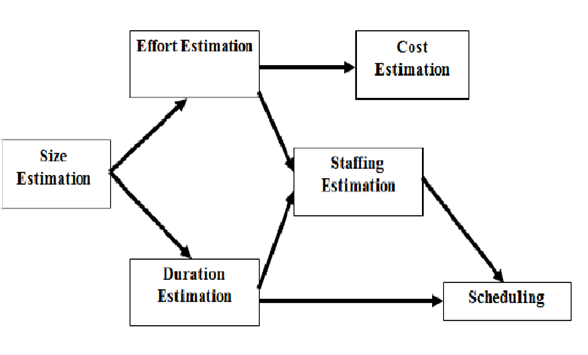 Effort Estimation
Cost
Estimation
Size
Estimation
Staffing
Estimation
Duration
Estimation
Scheduling